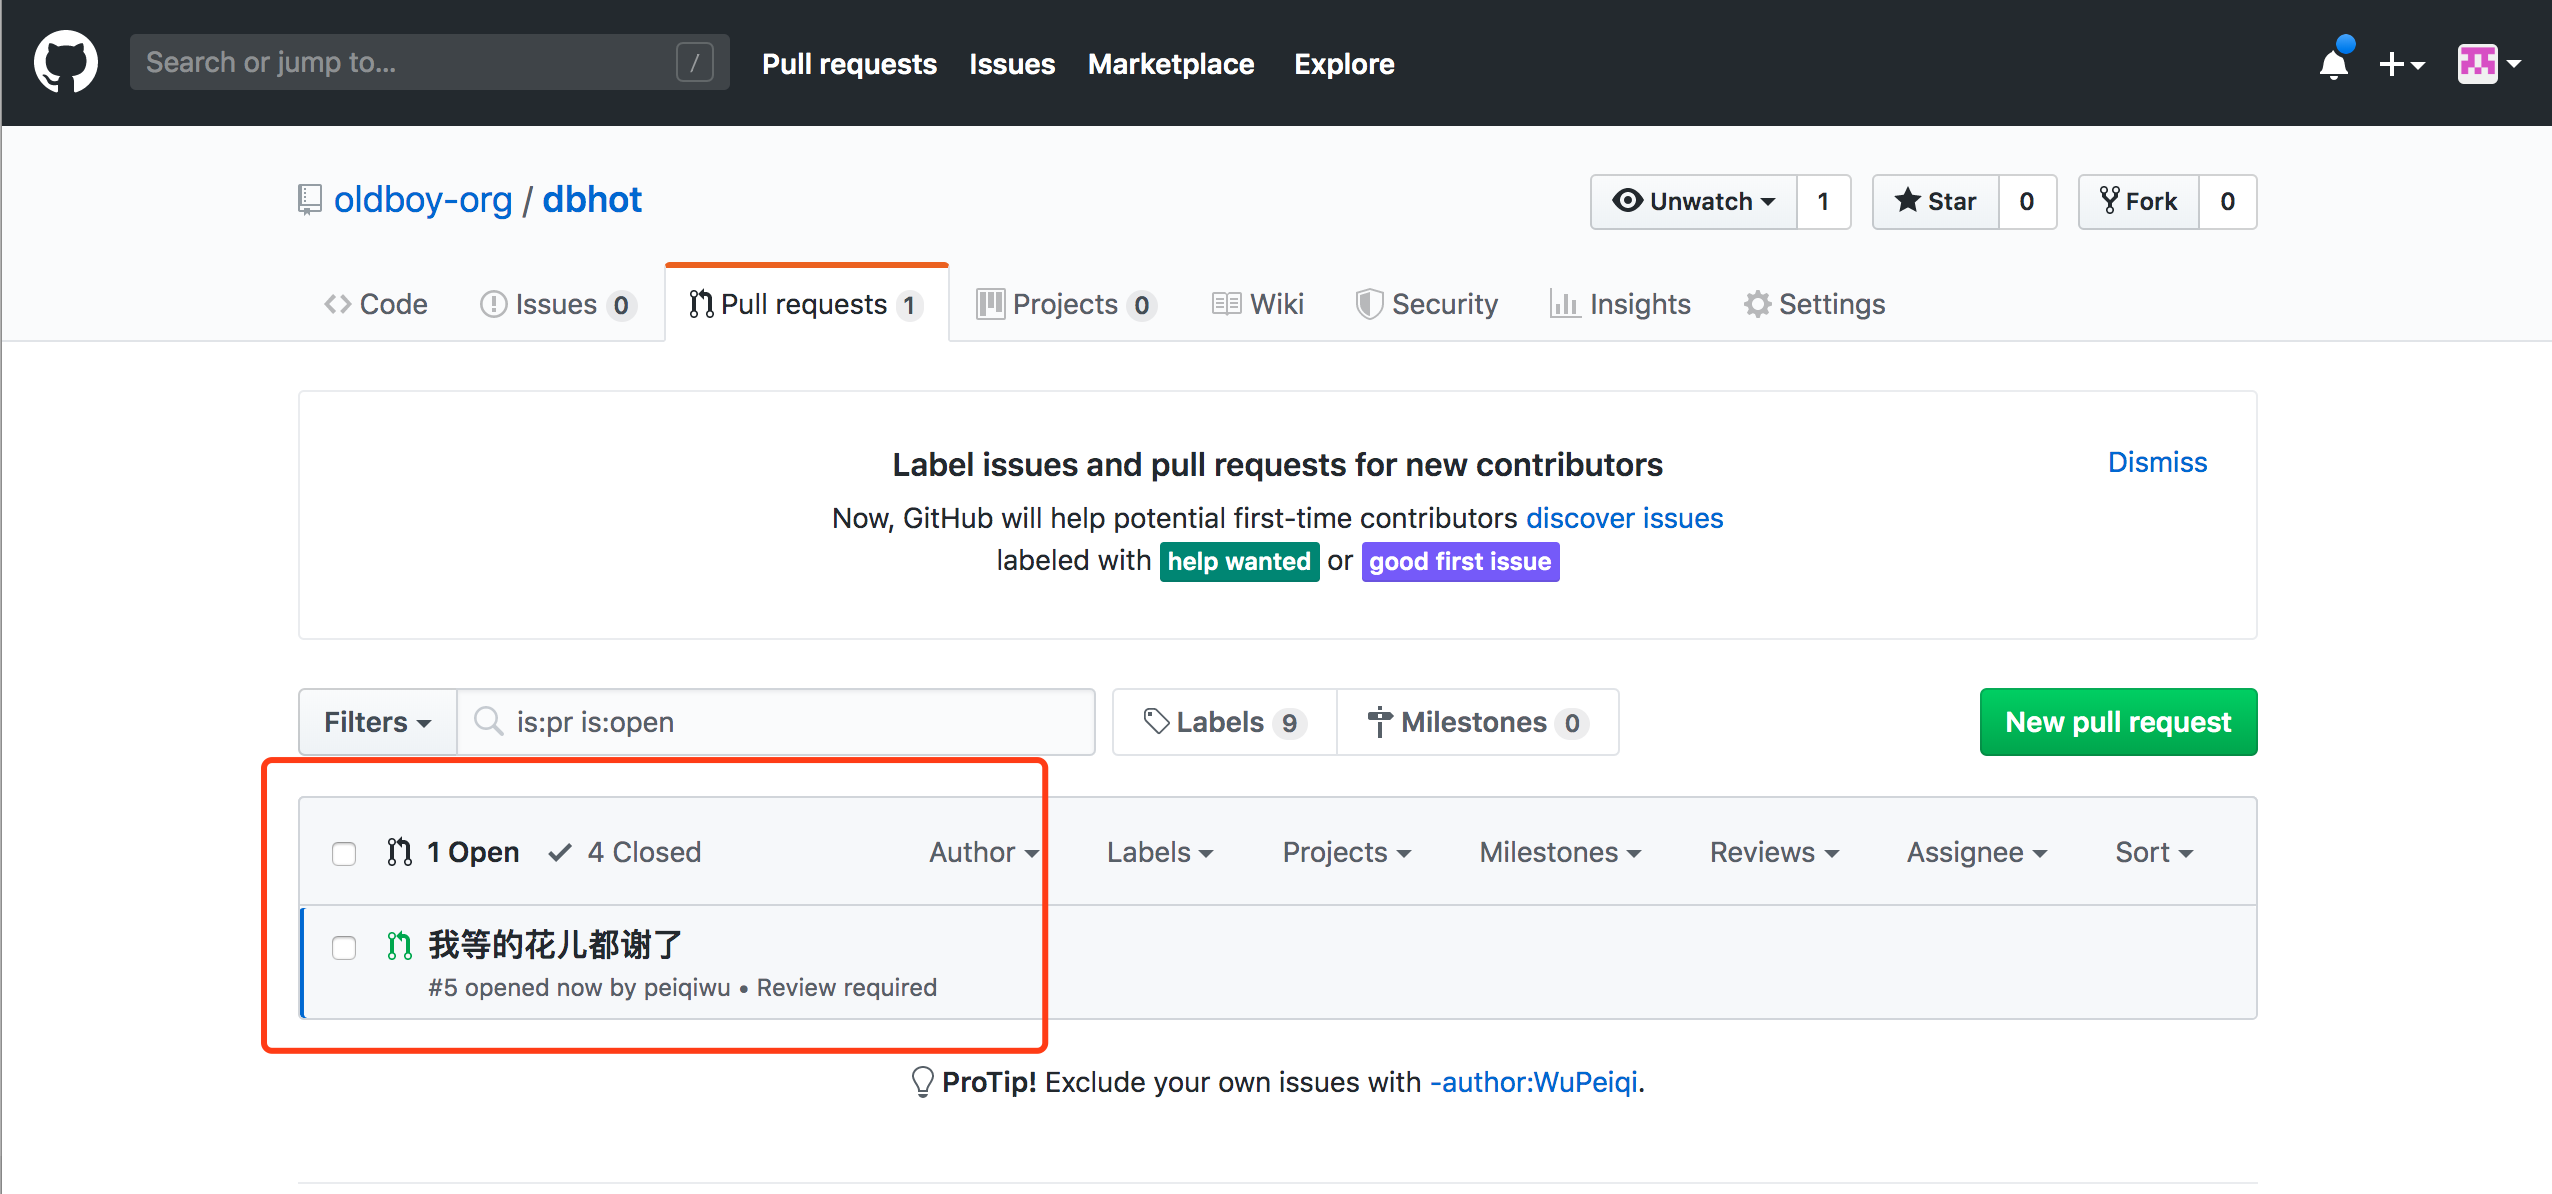 Search or jump to... /
Pull requests Issues Marketplace Explore
oldboy-org / dbhot
Unwatch 1 Star 0 Fork 0
Code Issues 0 Pull requests 1 Projects 0 Wiki Security Insights Settings
Label issues and pull requests for new contributors
Dismiss
Now, GitHub will help potential first-time contributors discover issues
labeled with help wanted or good first issue
Filters is:pr is:open Labels 9 Milestones 0 New pull request
1 Open 4 Closed Author Labels Projects Milestones Reviews Assignee Sort
我等的花儿都谢了
#5 opened now by peiqiwu • Review required
ProTip! Exclude your own issues with -author:WuPeiqi.